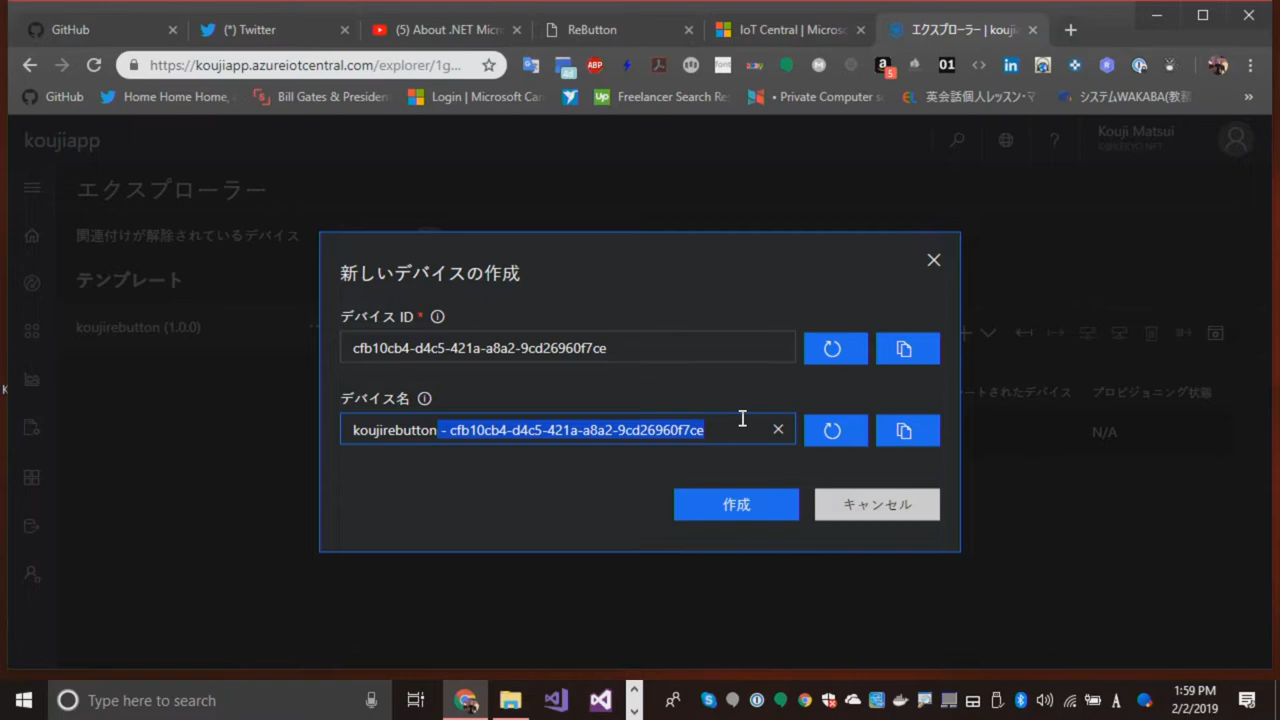 GitHub
(*) Twitter
(5) About .NET Micr
ReButton
IoT Central | Microso
エクスプローラー | kouji
https://koujiapp.azureiotcentral.com/explorer/1g...
GitHub
Home Home Home,
Bill Gates & Presiden
Login | Microsoft Car
Freelancer Search Re
• Private Computer s
英会話個人レッスン・マ
システムWAKABA(教務
koujiapp
Kouji Matsui
エクスプローラー
関連付けが解除されているデバイス
テンプレート
koujirebutton (1.0.0)
新しいデバイスの作成
デバイス ID *
cfb10cb4-d4c5-421a-a8a2-9cd26960f7ce
デバイス名
koujirebutton - cfb10cb4-d4c5-421a-a8a2-9cd26960f7ce
作成
キャンセル
ートされたデバイス
プロビジョニング状態
N/A
Type here to search
1:59 PM
2/2/2019